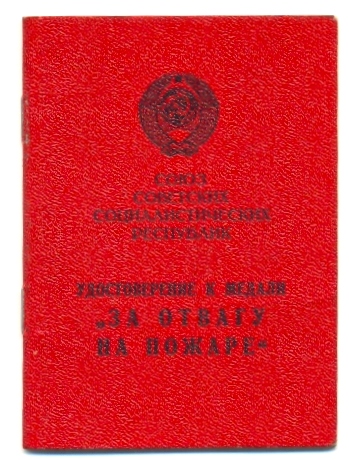 СОЮЗ
СОВЕТСКИХ
СОЦИАЛИСТИЧЕСКИХ
РЕСПУБЛИК
УДОСТОВЕРЕНИЕ К МЕДАЛИ
„ЗА ОТВАГУ
НА ПОЖАРЕ“